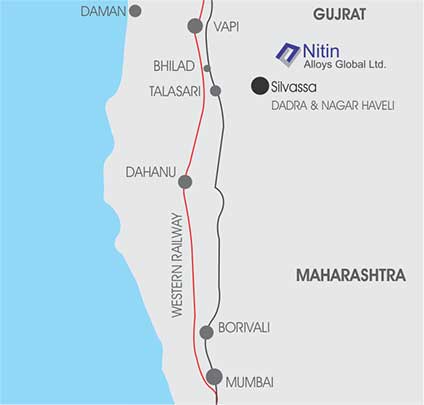 DAMAN
GUJRAT
VAPI
Nitin
Alloys Global Ltd.
BHILAD
TALASARI
Silvassa
DADRA & NAGAR HAVELI
DAHANU
WESTERN RAILWAY
MAHARASHTRA
BORIVALI
MUMBAI